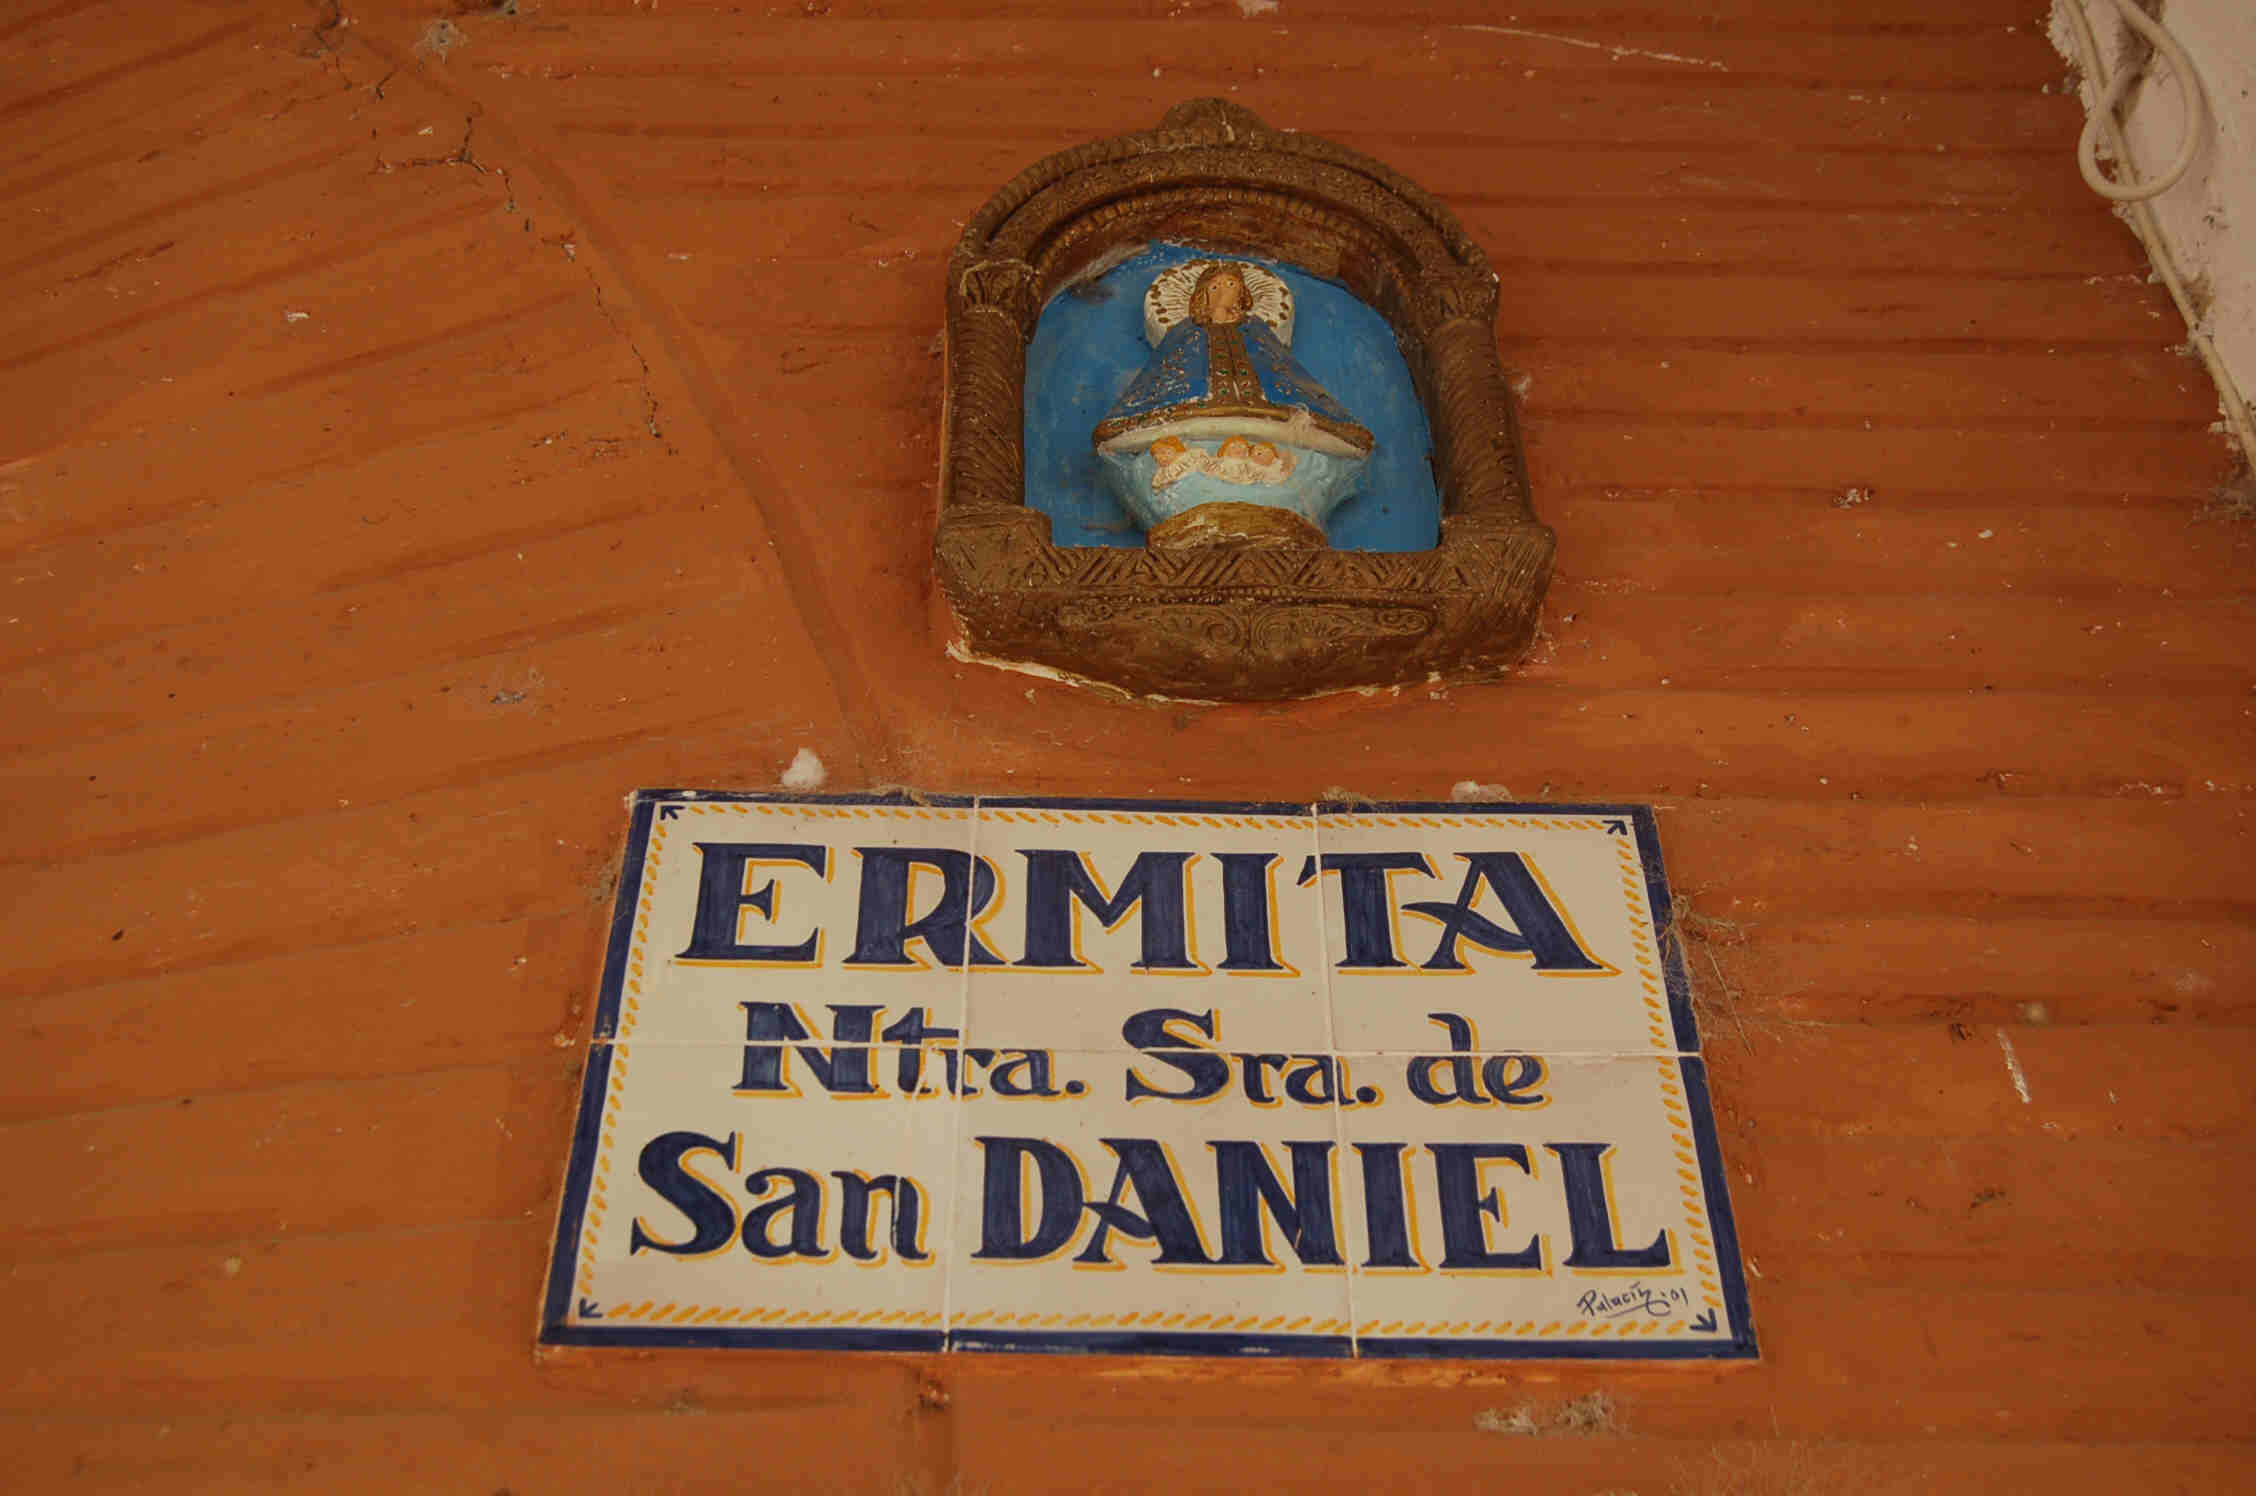 ERMITA
Ntra. Sra. de
San DANIEL